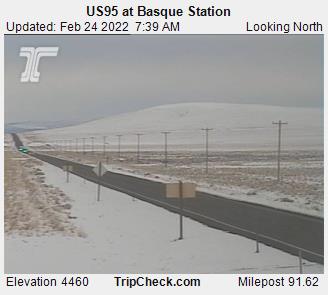 US95 at Basque Station
Updated: Feb 24 2022 7:39 AM Looking North
Elevation 4460 TripCheck.com Milepost 91.62